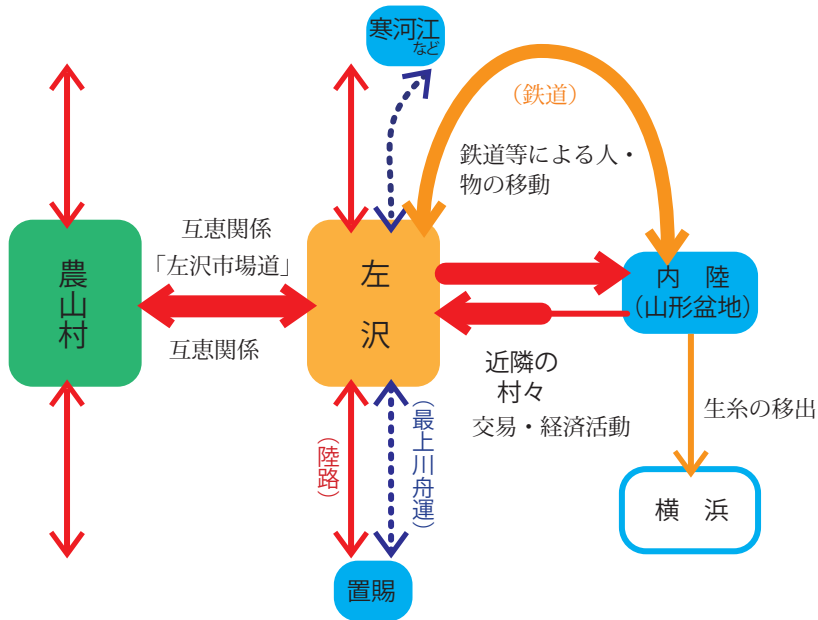 寒河江
など
（鉄道）
鉄道等による人・
物の移動
互恵関係
「左沢市場道」
農山村
左
沢
内　陸
（山形盆地）
互恵関係
近隣の
村々
交易・経済活動
生糸の移出
（陸路）
（最上川舟運）
横　浜
置賜